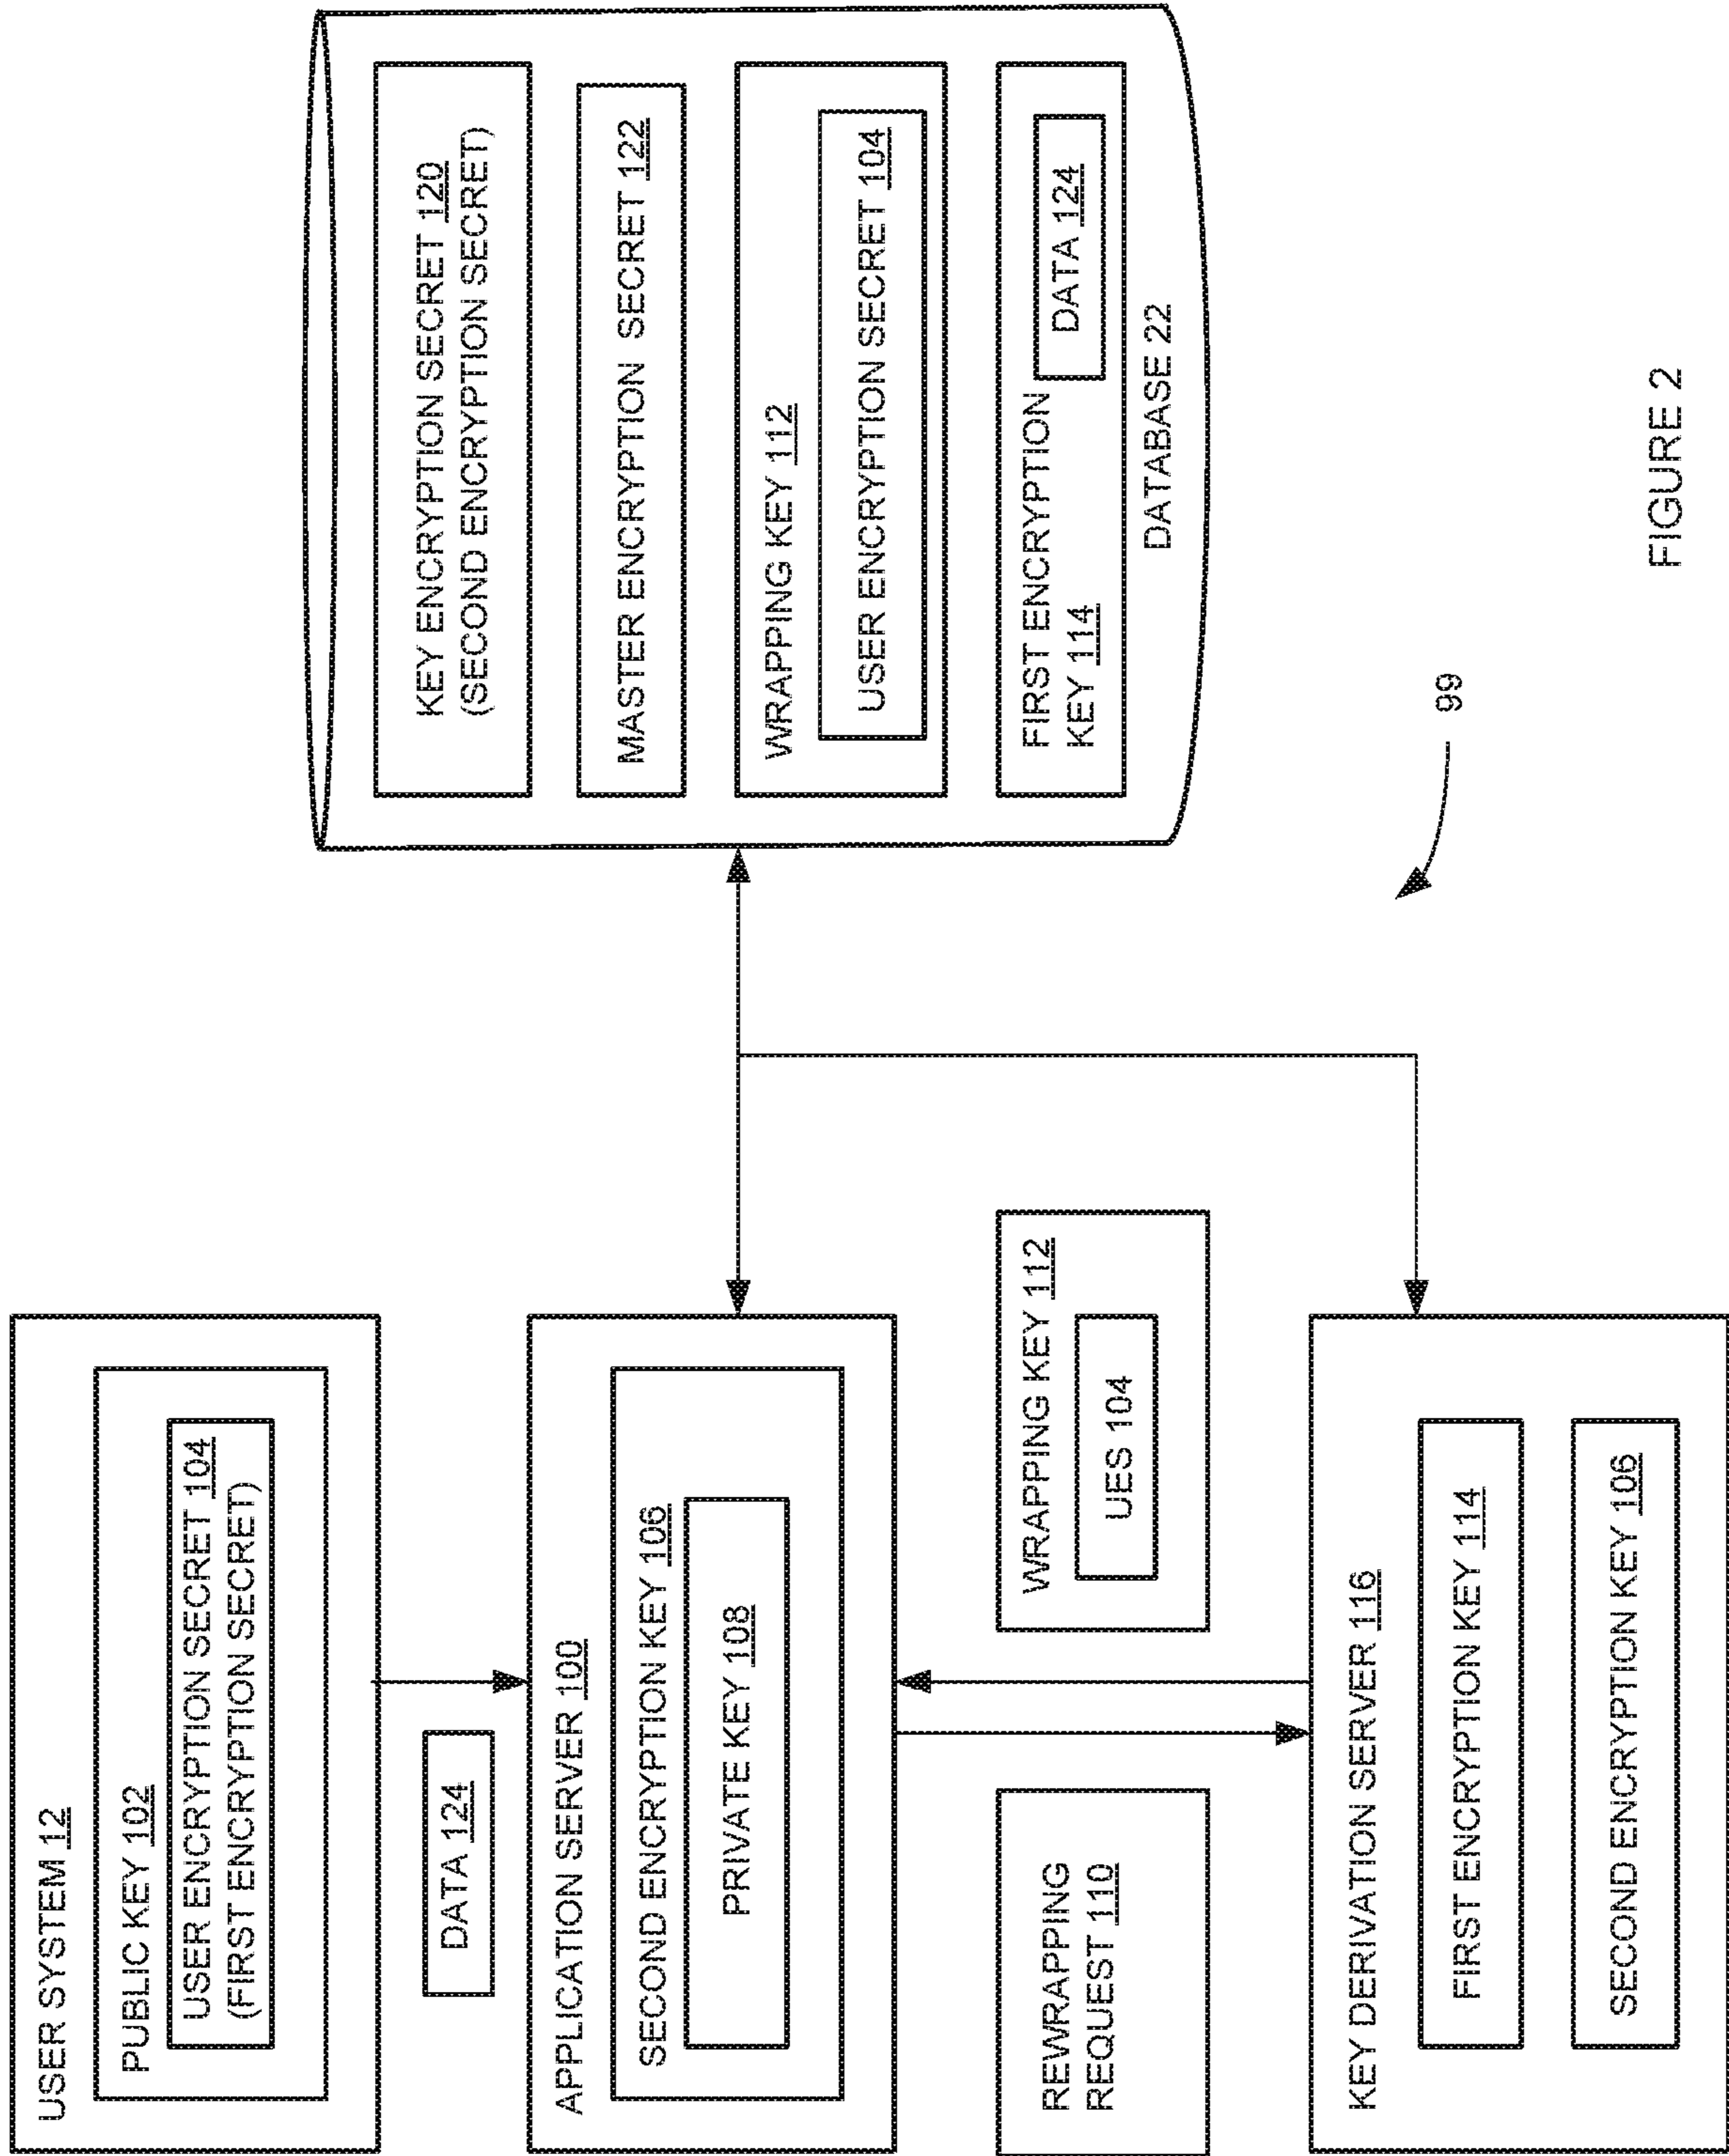 USER SYSTEM 12
PUBLIC KEY 102
USER ENCRYPTION SECRET 104
(FIRST ENCRYPTION SECRET)
DATA 124
APPLICATION SERVER 100
SECOND ENCRYPTION KEY 106
PRIVATE KEY 108
REWRAPPING
REQUEST 110
WRAPPING KEY 112
UES 104
KEY DERIVATION SERVER 116
FIRST ENCRYPTION KEY 114
SECOND ENCRYPTION KEY 106
KEY ENCRYPTION SECRET 120
(SECOND ENCRYPTION SECRET)
MASTER ENCRYPTION SECRET 122
WRAPPING KEY 112
USER ENCRYPTION SECRET 104
FIRST ENCRYPTION
KEY 114
DATA 124
DATABASE 22
99
FIGURE 2